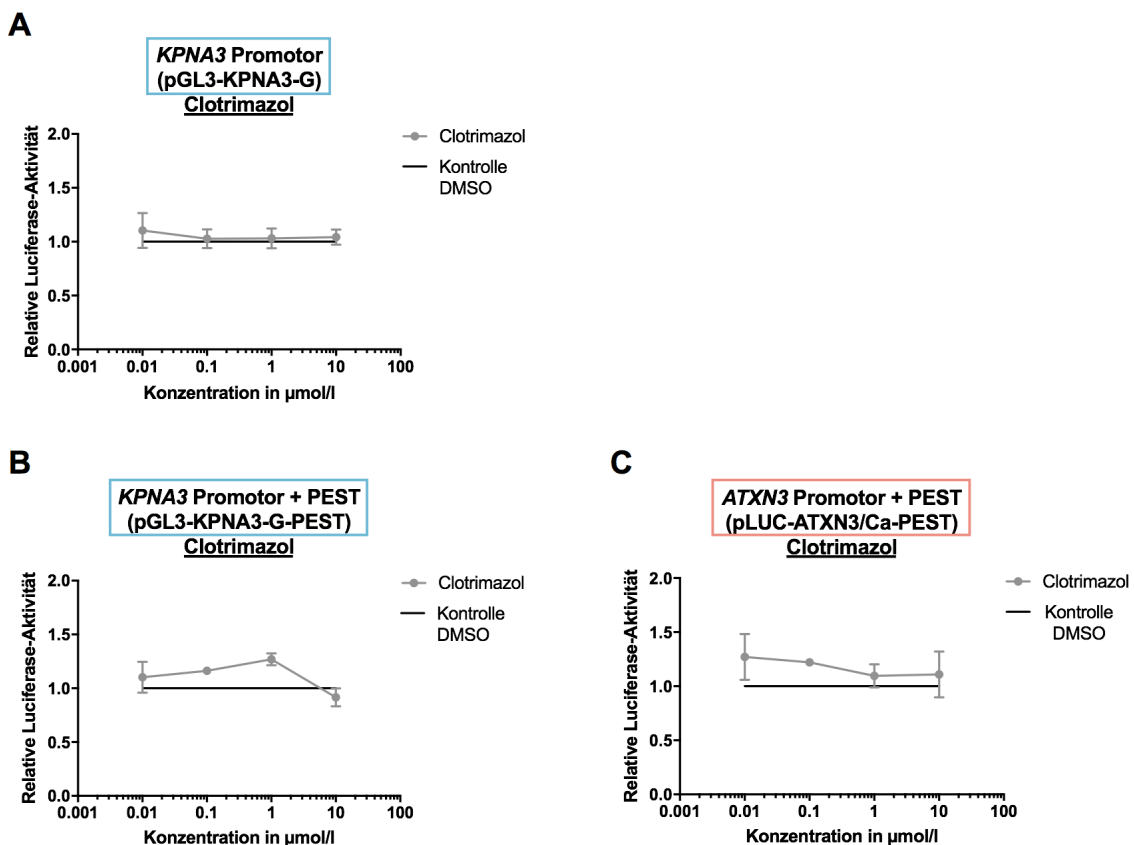 A
KPNA3 Promotor
(pGL3-KPNA3-G)
Clotrimazol
Relative Luciferase-Aktivität
2.0
1.5
1.0
0.5
0.0
0.001 0.01 0.1 1 10 100
Konzentration in µmol/l
Clotrimazol
Kontrolle
DMSO
B
KPNA3 Promotor + PEST
(pGL3-KPNA3-G-PEST)
Clotrimazol
Relative Luciferase-Aktivität
2.0
1.5
1.0
0.5
0.0
0.001 0.01 0.1 1 10 100
Konzentration in µmol/l
Clotrimazol
Kontrolle
DMSO
C
ATXN3 Promotor + PEST
(pLUC-ATXN3/Ca-PEST)
Clotrimazol
Relative Luciferase-Aktivität
2.0
1.5
1.0
0.5
0.0
0.001 0.01 0.1 1 10 100
Konzentration in µmol/l
Clotrimazol
Kontrolle
DMSO